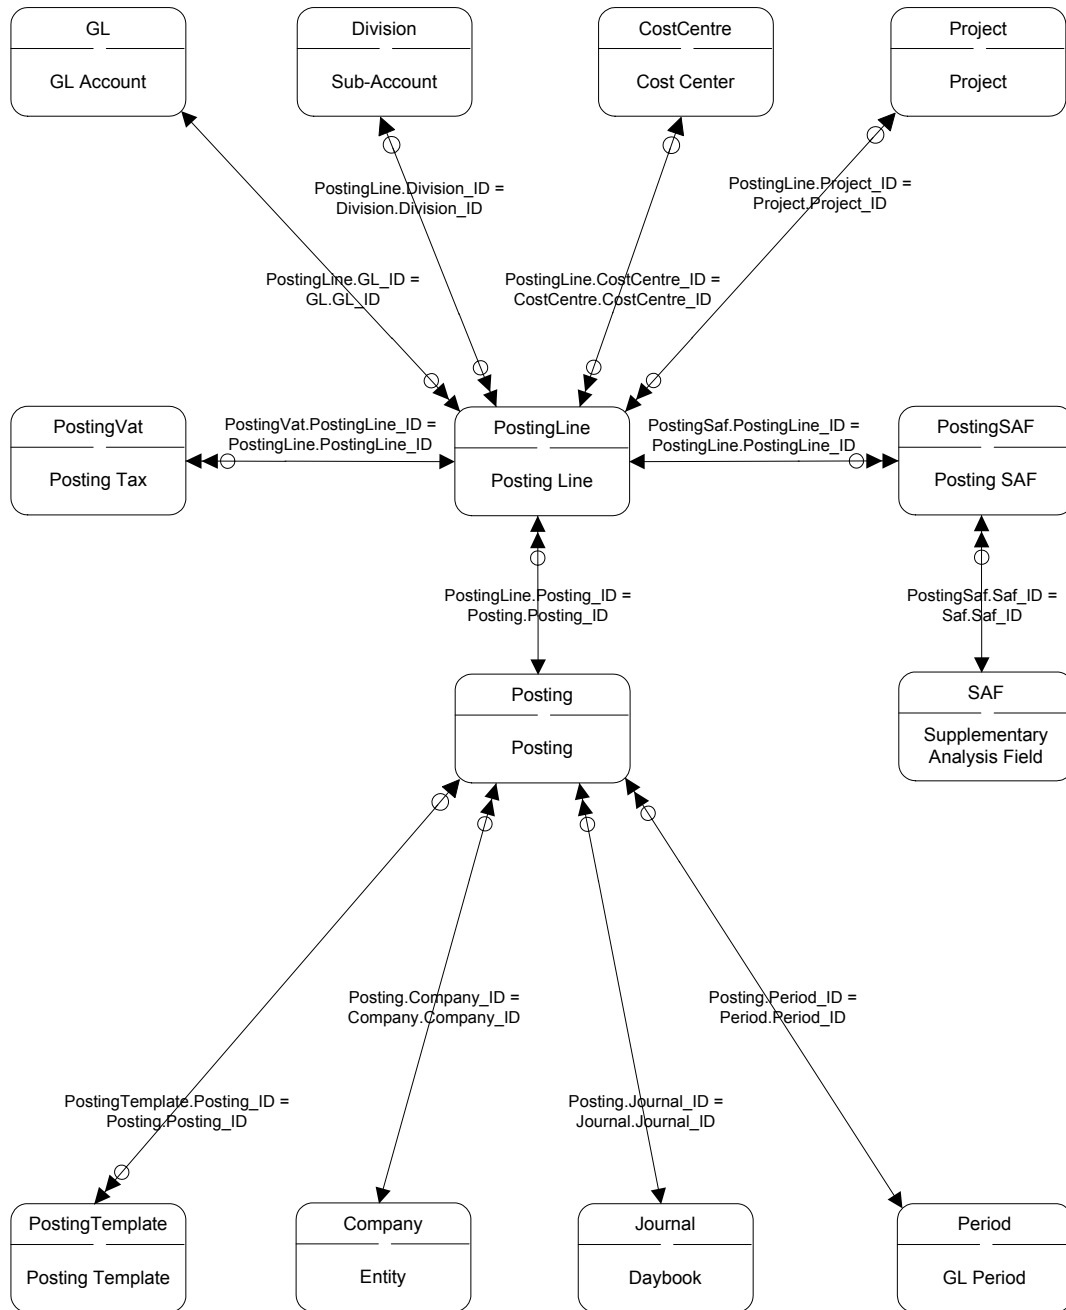 GL
GL Account
Division
Sub-Account
CostCentre
Cost Center
Project
Project
PostingLine.Division_ID =
Division.Division_ID
PostingLine.Project_ID =
Project.Project_ID
PostingLine.GL_ID =
GL.GL_ID
PostingLine.CostCentre_ID =
CostCentre.CostCentre_ID
PostingVat
Posting Tax
PostingVat.PostingLine_ID =
PostingLine.PostingLine_ID
PostingLine
Posting Line
PostingSaf.PostingLine_ID =
PostingLine.PostingLine_ID
PostingSAF
Posting SAF
PostingLine.Posting_ID =
Posting.Posting_ID
PostingSaf.Saf_ID =
Saf.Saf_ID
Posting
Posting
SAF
Supplementary
Analysis Field
Posting.Company_ID =
Company.Company_ID
Posting.Period_ID =
Period.Period_ID
PostingTemplate.Posting_ID =
Posting.Posting_ID
Posting.Journal_ID =
Journal.Journal_ID
PostingTemplate
Posting Template
Company
Entity
Journal
Daybook
Period
GL Period